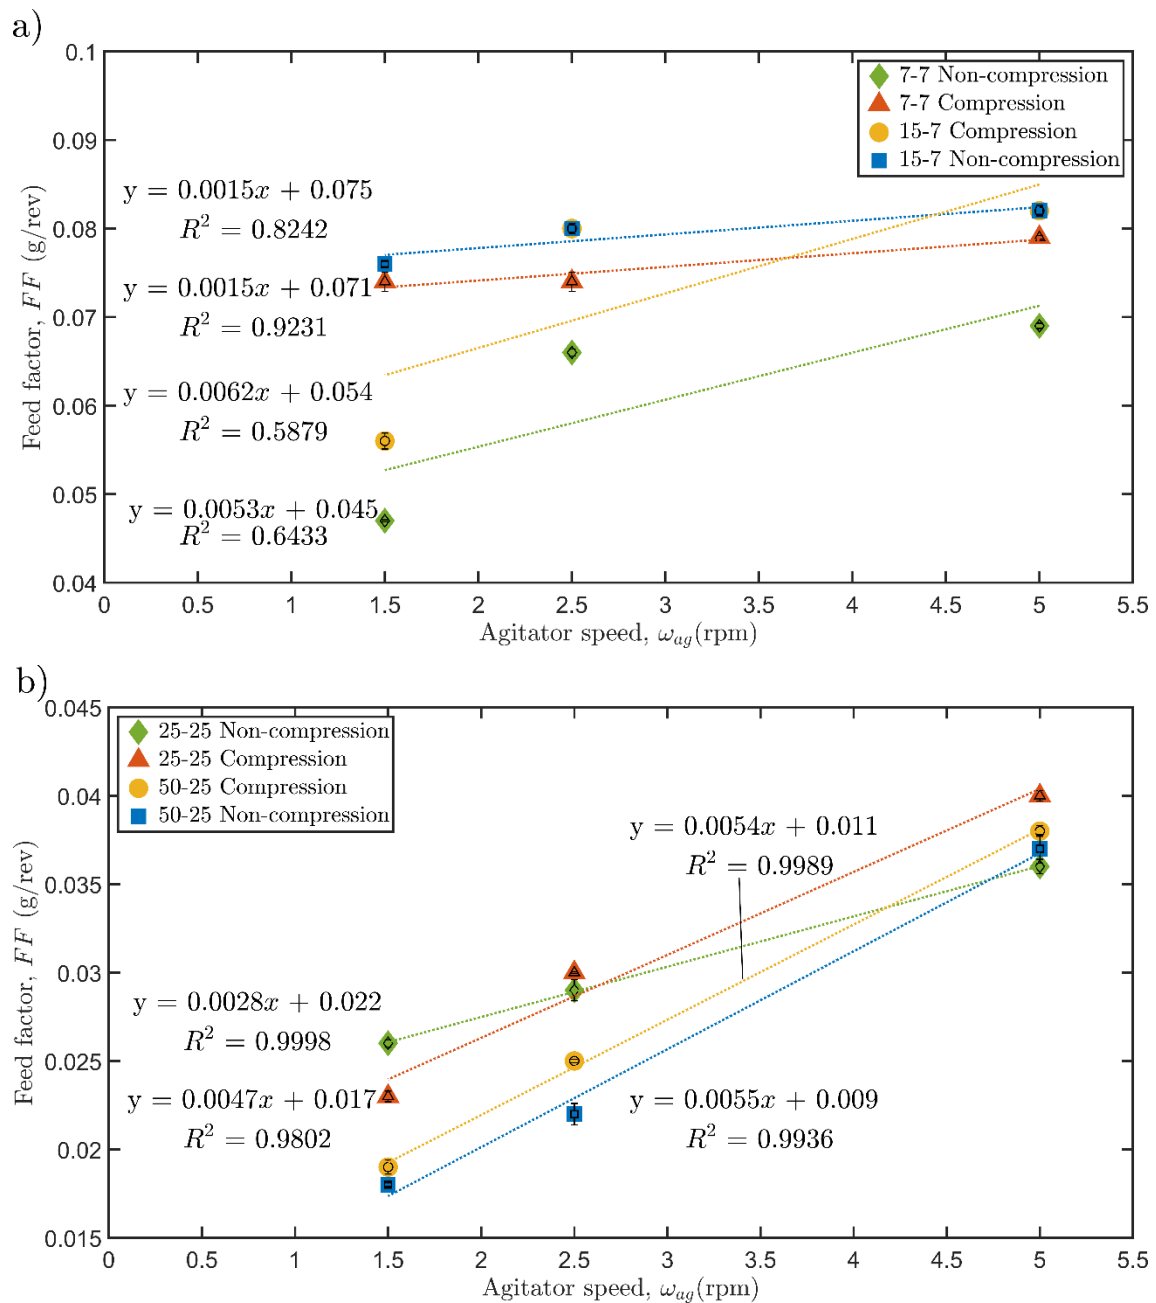 a)
0.1
0.09
0.08
0.07
0.06
0.05
0.04
Feed factor, FF (g/rev)
7-7 Non-compression
7-7 Compression
15-7 Compression
15-7 Non-compression
y = 0.0015x + 0.075
R² = 0.8242
y = 0.0015x + 0.071
R² = 0.9231
y = 0.0062x + 0.054
R² = 0.5879
y = 0.0053x + 0.045
R² = 0.6433
0 0.5 1 1.5 2 2.5 3 3.5 4 4.5 5 5.5
Agitator speed, ω_ag(rpm)
b)
0.045
0.04
0.035
0.03
0.025
0.02
0.015
Feed factor, FF (g/rev)
25-25 Non-compression
25-25 Compression
50-25 Compression
50-25 Non-compression
y = 0.0054x + 0.011
R² = 0.9989
y = 0.0028x + 0.022
R² = 0.9998
y = 0.0047x + 0.017
R² = 0.9802
y = 0.0055x + 0.009
R² = 0.9936
0 0.5 1 1.5 2 2.5 3 3.5 4 4.5 5 5.5
Agitator speed, ω_ag(rpm)